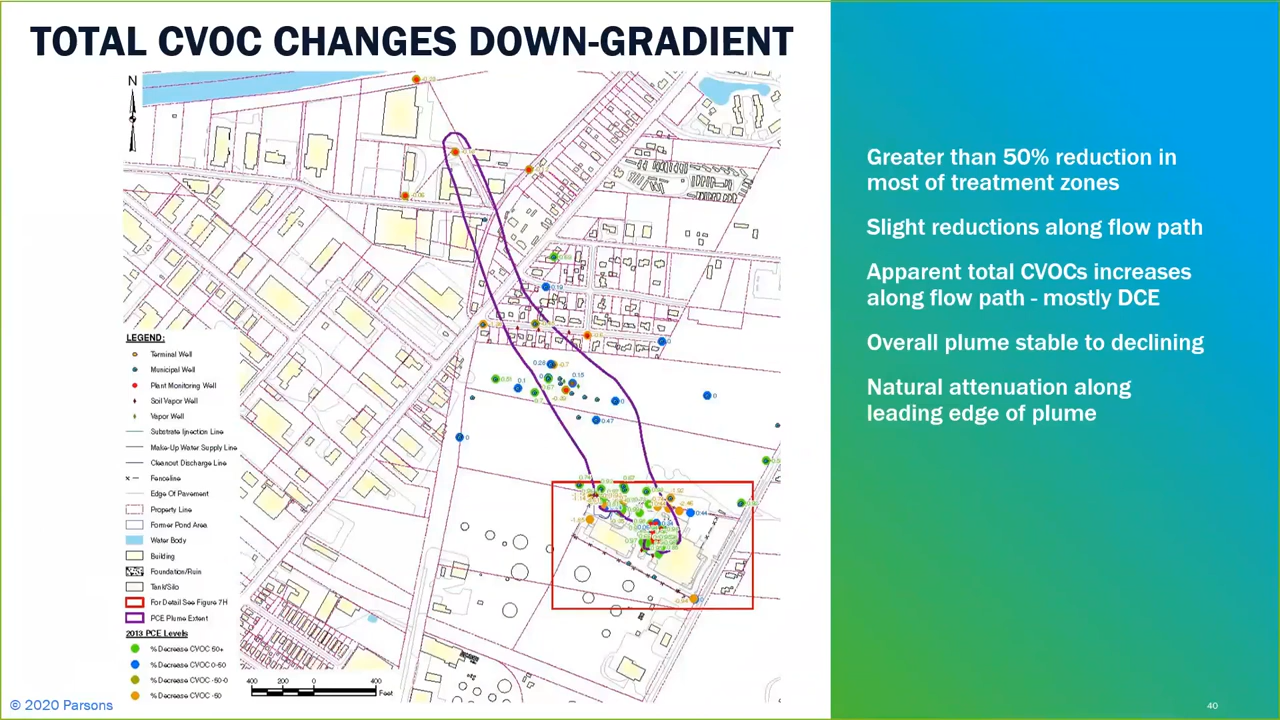 TOTAL CVOC CHANGES DOWN-GRADIENT
N
LEGEND:
Terminal Well
Municipal Well
Plant Monitoring Well
Soil Vapor Well
Vapor Well
Substrate Ijnection Line
Make-Up Water Supply Line
Cleanout Discharge Line
Fenceline
Edge Of Pavement
Property Line
Former Pond Area
Water Body
Building
Foundation/Ruin
Tank/Silo
For Detail See Figure 7H
PCE Plume Extent
2013 PCE Levels
% Decrease CVOC 50+
% Decrease CVOC 0-50
% Decrease CVOC -50-0
% Decrease CVOC -50
400 0 400
Feet
Greater than 50% reduction in
most of treatment zones
Slight reductions along flow path
Apparent total CVOCs increases
along flow path - mostly DCE
Overall plume stable to declining
Natural attenuation along
leading edge of plume
© 2020 Parsons
40